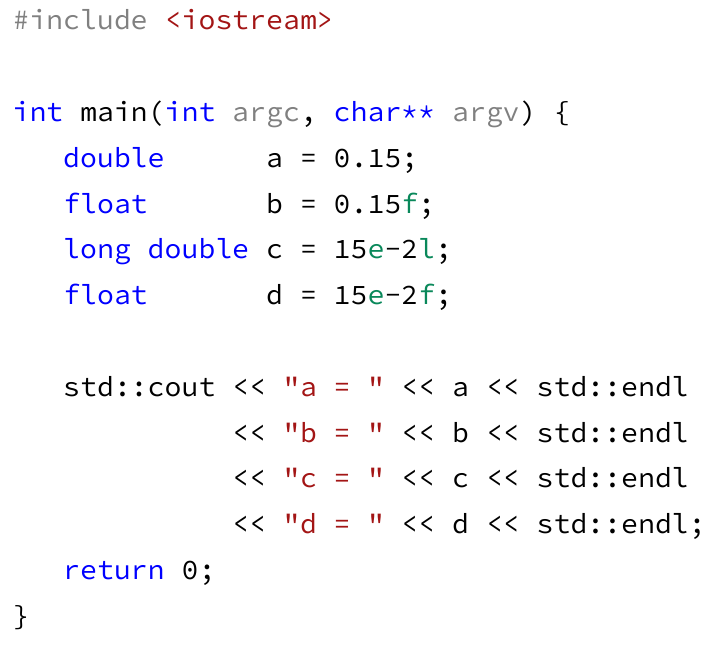 #include <iostream>
int main(int argc, char** argv) {
   double      a = 0.15;
   float       b = 0.15f;
   long double c = 15e-2l;
   float       d = 15e-2f;
   std::cout << "a = " << a << std::endl
             << "b = " << b << std::endl
             << "c = " << c << std::endl
             << "d = " << d << std::endl;
   return 0;
}